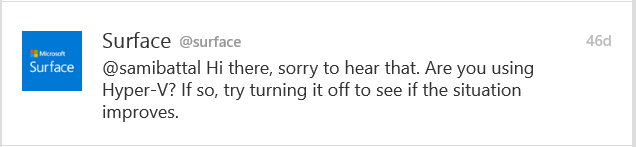 Microsoft
Surface
Surface @surface 46d
@samibattal Hi there, sorry to hear that. Are you using
Hyper-V? If so, try turning it off to see if the situation
improves.